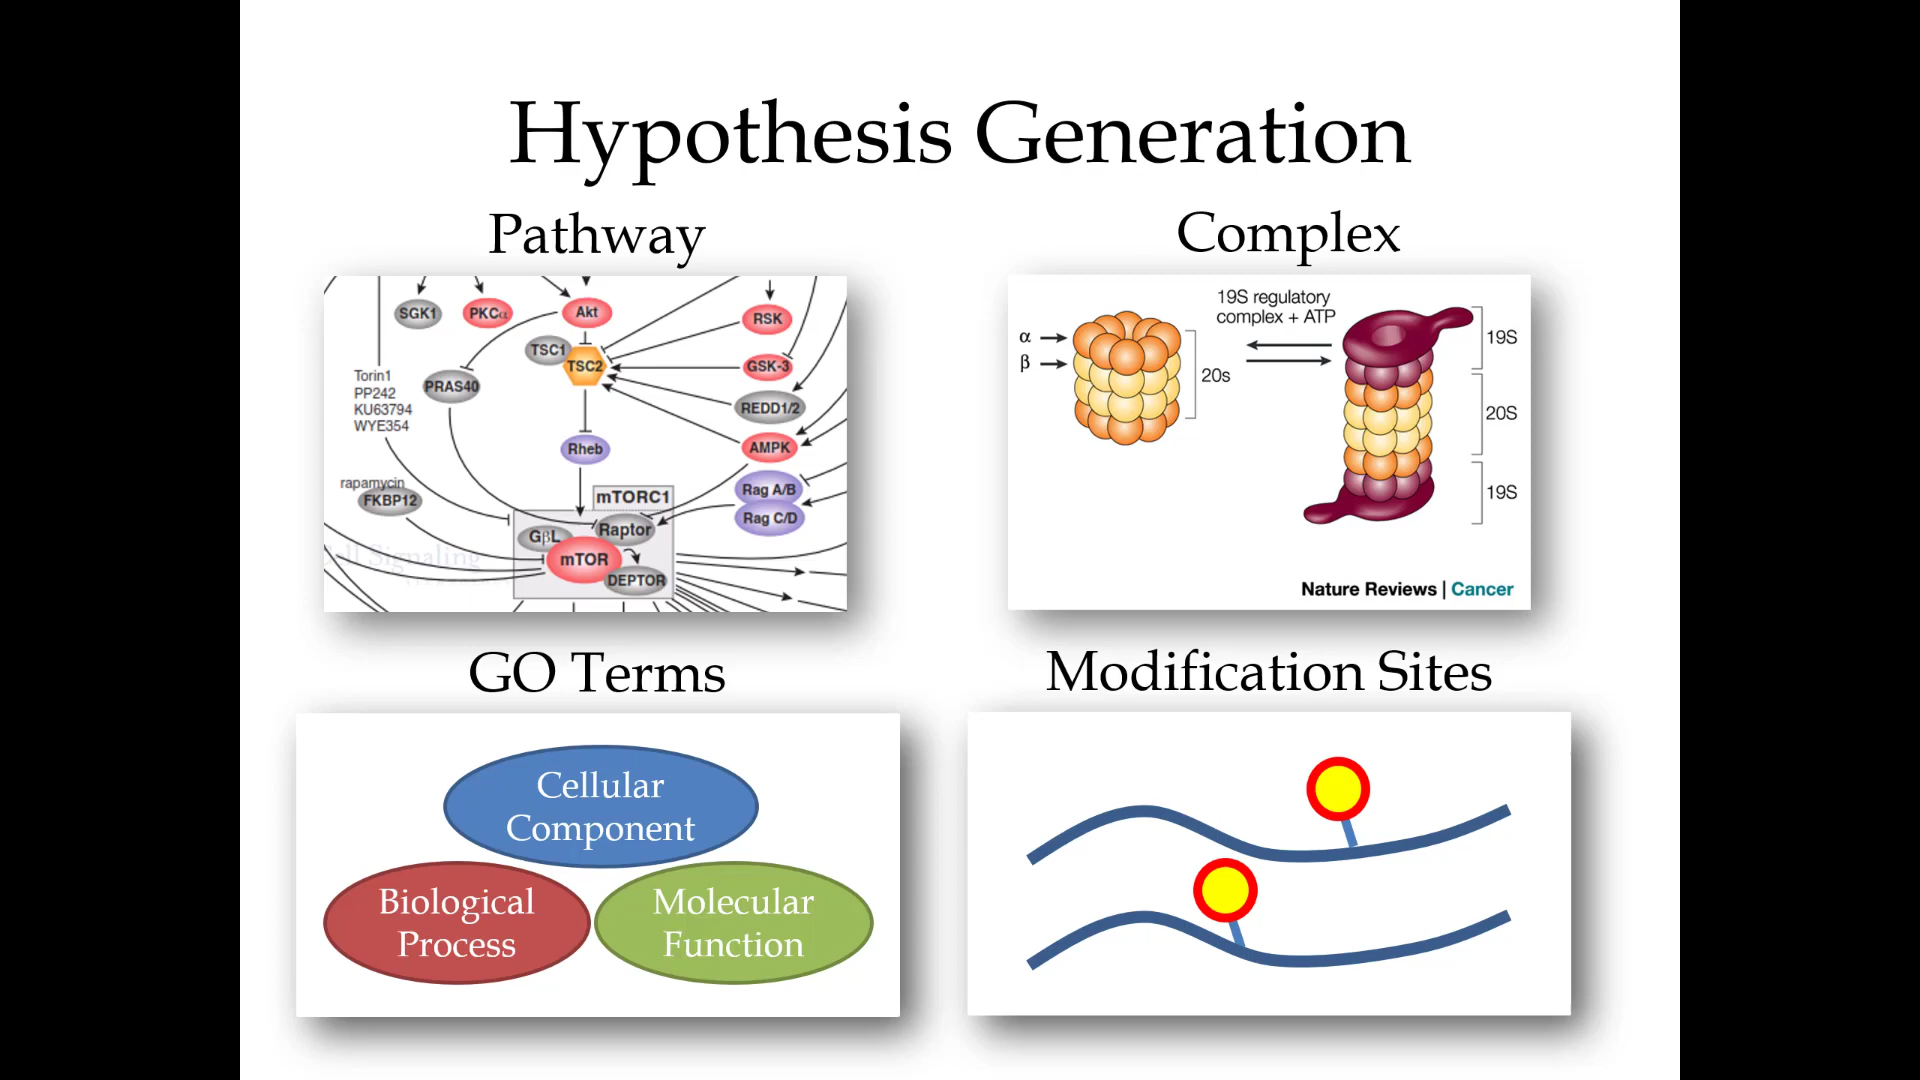 Hypothesis Generation
Pathway
SGK1
PKCα
Akt
RSK
TSC1
TSC2
GSK-3
Torin1
PP242
KU63794
WYE354
PRAS40
REDD1/2
Rheb
AMPK
rapamycin
FKBP12
mTORC1
Rag A/B
Rag C/D
GβL
Raptor
mTOR
DEPTOR
Cell Signaling
Complex
19S regulatory
complex + ATP
α
β
20s
19S
20S
19S
Nature Reviews | Cancer
GO Terms
Cellular
Component
Biological
Process
Molecular
Function
Modification Sites